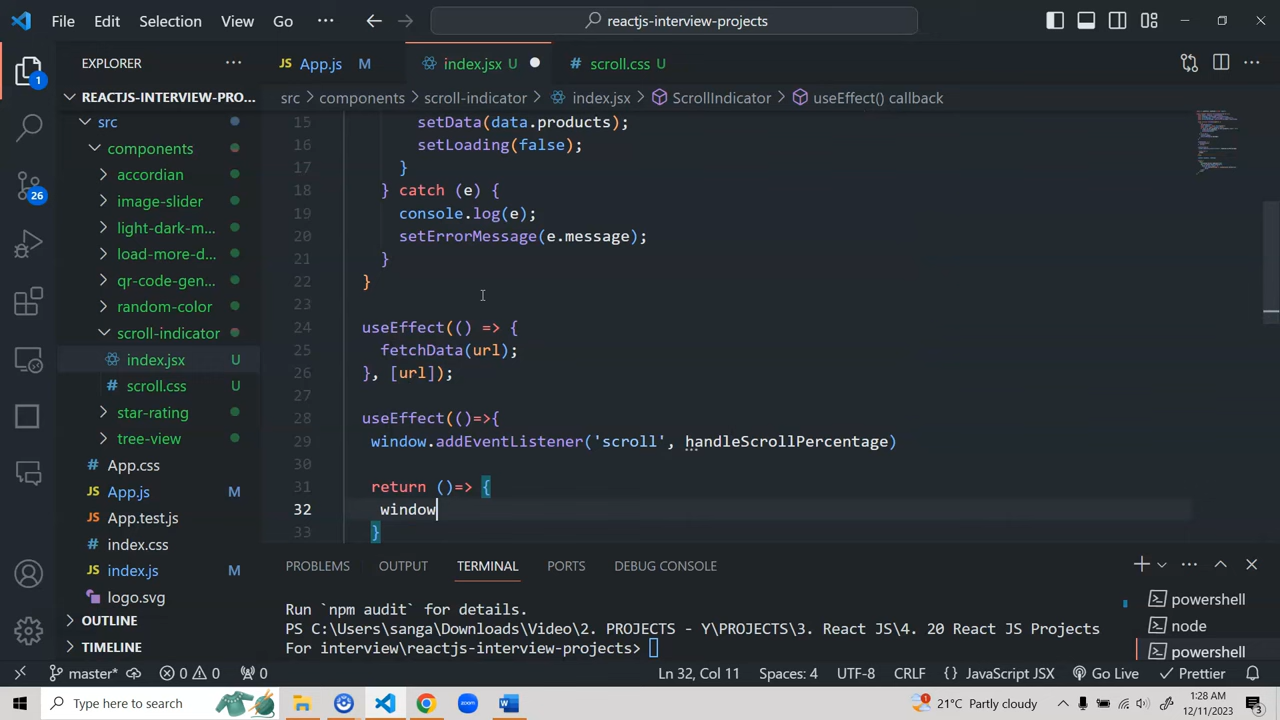 File Edit Selection View Go ··· reactjs-interview-projects
EXPLORER ··· App.js M index.jsx U scroll.css U ···
REACTJS-INTERVIEW-PRO... src > components > scroll-indicator > index.jsx > ScrollIndicator > useEffect() callback
src
components
accordian
image-slider
light-dark-m...
load-more-d...
qr-code-gen...
random-color
scroll-indicator
index.jsx U
scroll.css U
star-rating
tree-view
App.css
App.js M
App.test.js
index.css
index.js M
logo.svg
OUTLINE
TIMELINE
1
26
15 setData(data.products);
16 setLoading(false);
17 }
18 } catch (e) {
19 console.log(e);
20 setErrorMessage(e.message);
21 }
22 }
23
24 useEffect(() => {
25 fetchData(url);
26 }, [url]);
27
28 useEffect(()=>{
29 window.addEventListener('scroll', handleScrollPercentage)
30
31 return ()=> {
32 window
33 }
PROBLEMS OUTPUT TERMINAL PORTS DEBUG CONSOLE ···
Run `npm audit` for details.
PS C:\Users\sanga\Downloads\Video\2. PROJECTS - Y\PROJECTS\3. React JS\4. 20 React JS Projects
For interview\reactjs-interview-projects>
powershell
node
powershell
master* 0 0 0 Ln 32, Col 11 Spaces: 4 UTF-8 CRLF {} JavaScript JSX Go Live Prettier
Type here to search zoom 1 21°C Partly cloudy 1:28 AM
12/11/2023 3